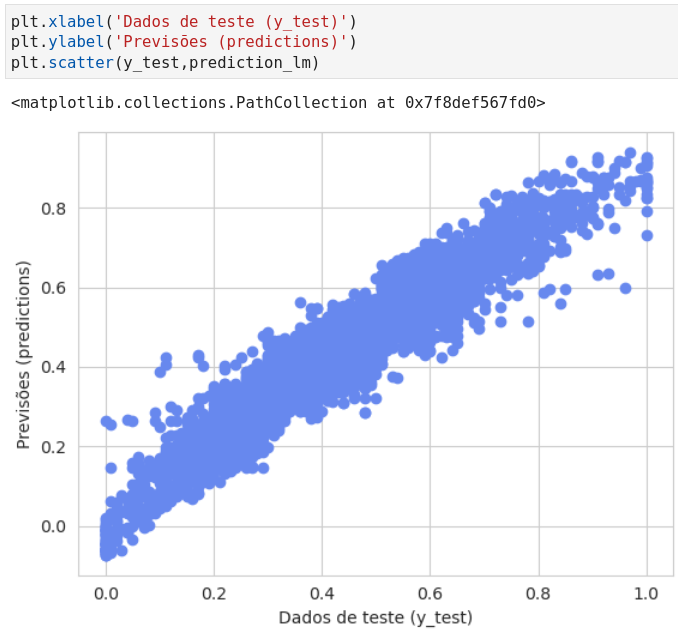 plt.xlabel('Dados de teste (y_test)')
plt.ylabel('Previsões (predictions)')
plt.scatter(y_test,prediction_lm)
<matplotlib.collections.PathCollection at 0x7f8def567fd0>
Previsões (predictions)
0.8
0.6
0.4
0.2
0.0
0.0 0.2 0.4 0.6 0.8 1.0
Dados de teste (y_test)